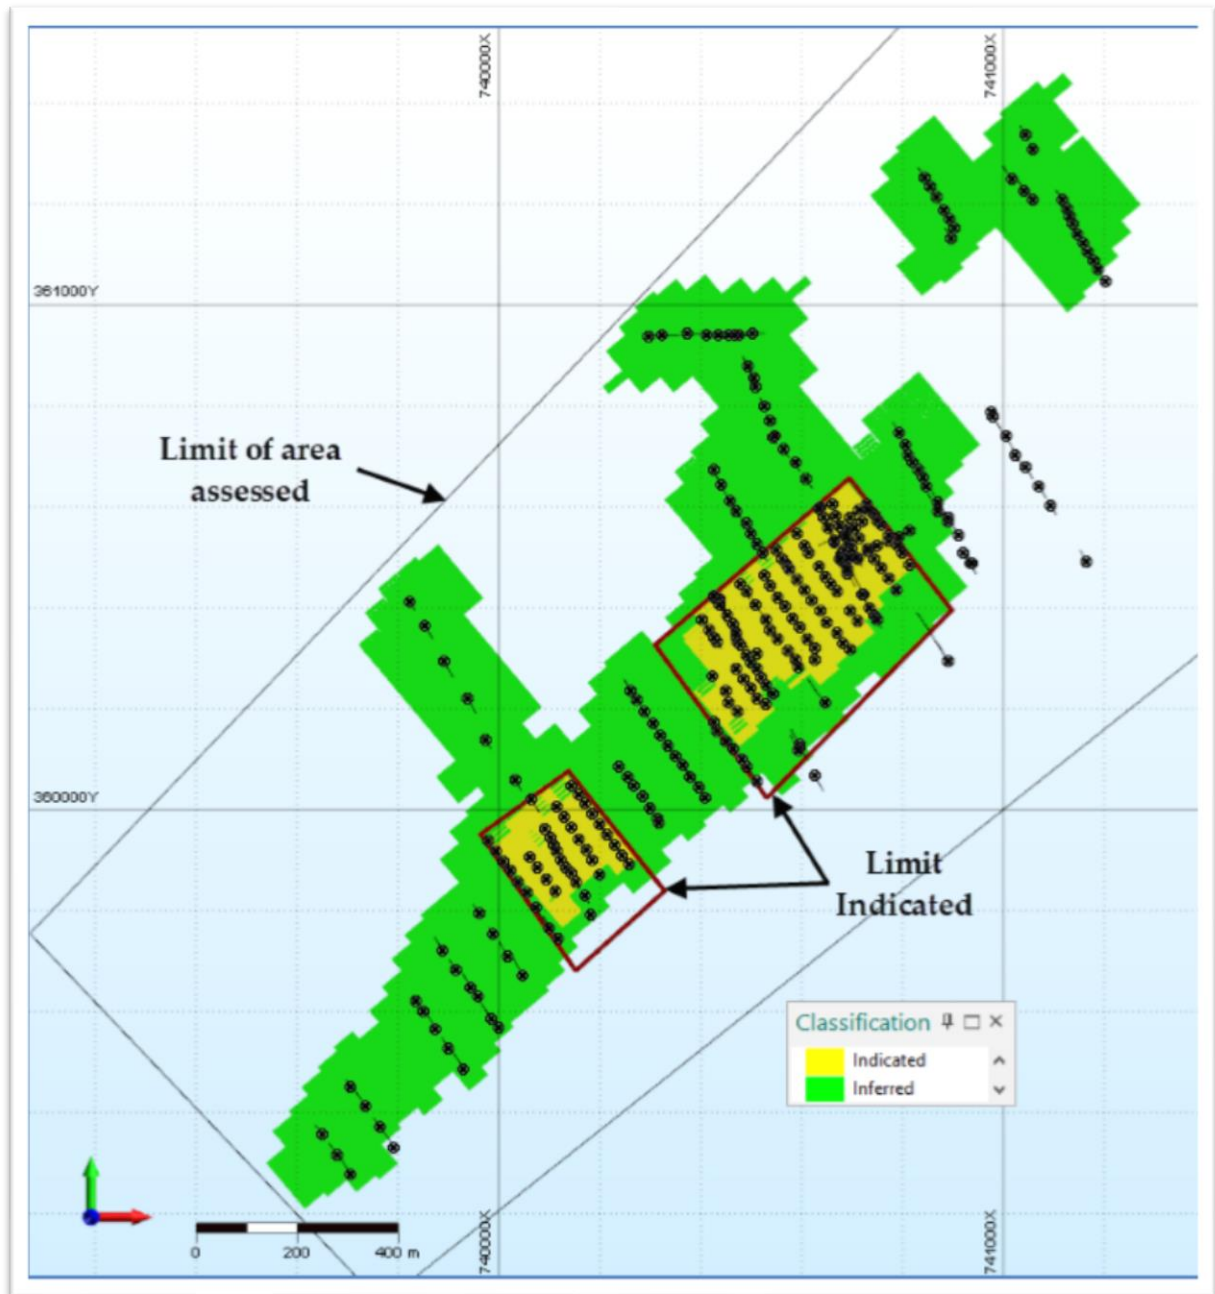 740000X
741000X
361000Y
Limit of area
assessed
360000Y
Limit
Indicated
Classification
Indicated
Inferred
0 200 400 m
740000X
741000X